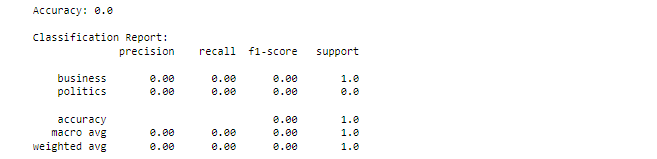 Accuracy: 0.0
Classification Report:
precision recall f1-score support
business 0.00 0.00 0.00 1.0
politics 0.00 0.00 0.00 0.0
accuracy 0.00 1.0
macro avg 0.00 0.00 0.00 1.0
weighted avg 0.00 0.00 0.00 1.0